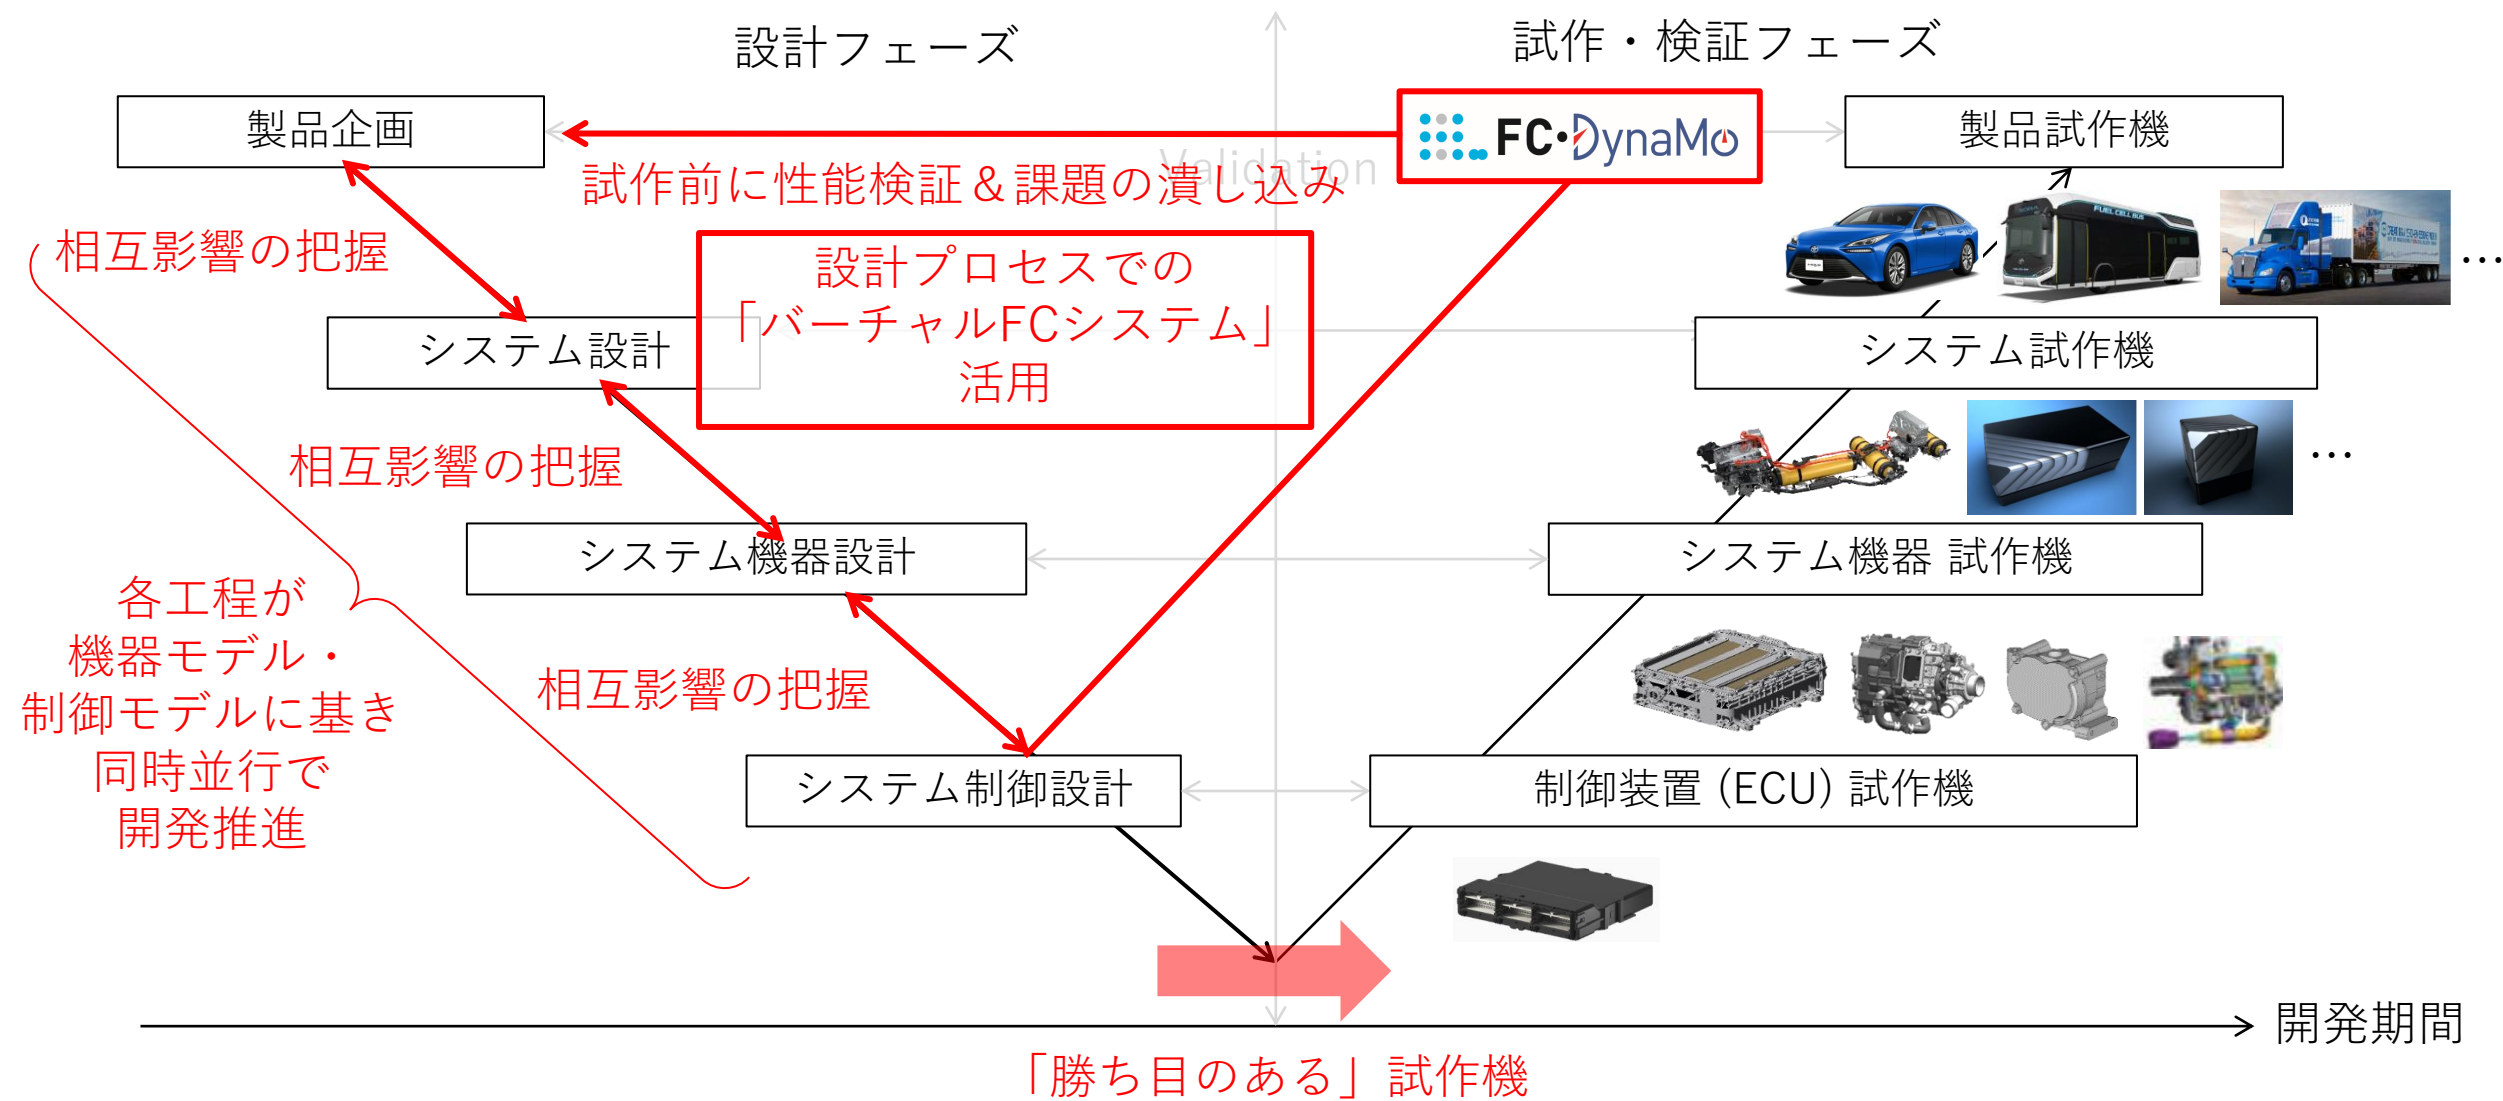 設計フェーズ
試作・検証フェーズ
製品企画
FC・DynaMo
製品試作機
Validation
試作前に性能検証＆課題の潰し込み
相互影響の把握
設計プロセスでの
「バーチャルFCシステム」
活用
FUEL CELL BUS
…
システム設計
システム試作機
相互影響の把握
…
システム機器設計
システム機器 試作機
各工程が
機器モデル・
制御モデルに基き
同時並行で
開発推進
相互影響の把握
システム制御設計
制御装置 (ECU) 試作機
開発期間
「勝ち目のある」試作機